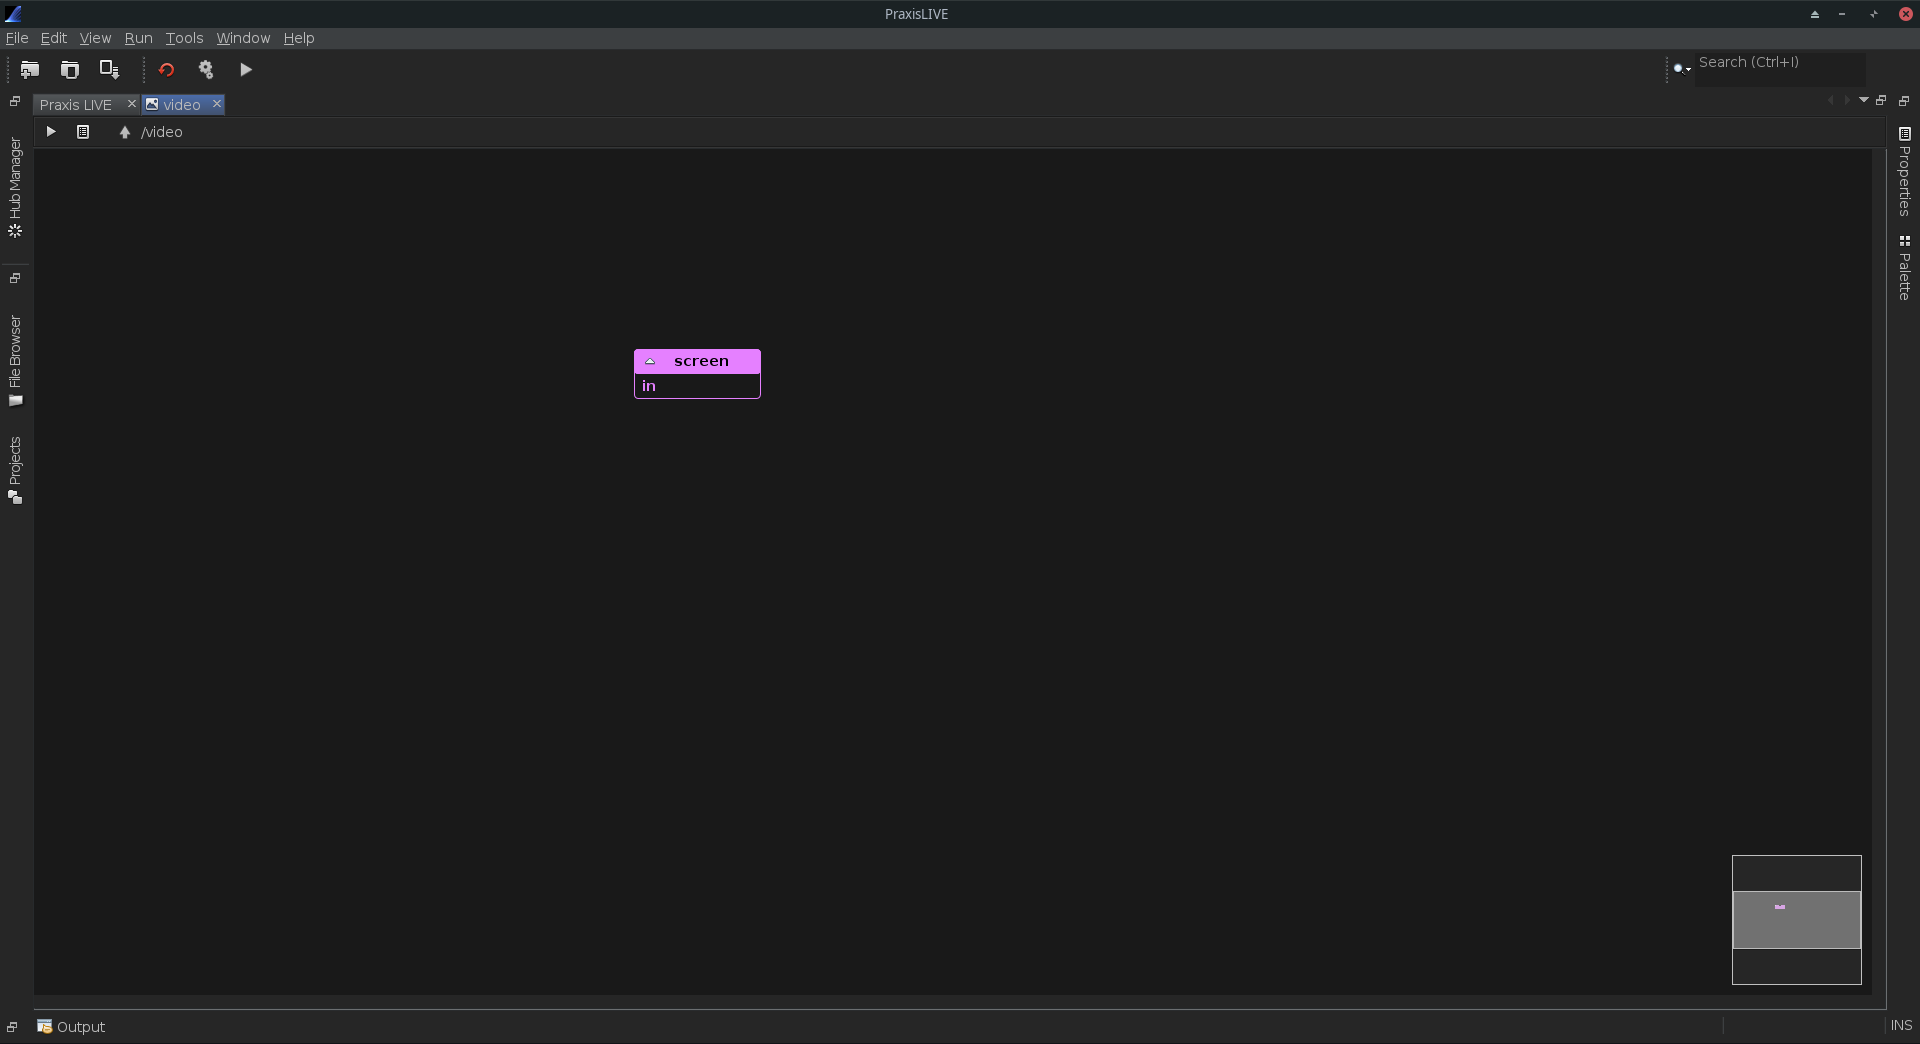 PraxisLIVE
File Edit View Run Tools Window Help
Search (Ctrl+I)
Praxis LIVE
video
/video
Hub Manager
File Browser
Projects
Properties
Palette
screen
in
Output
INS